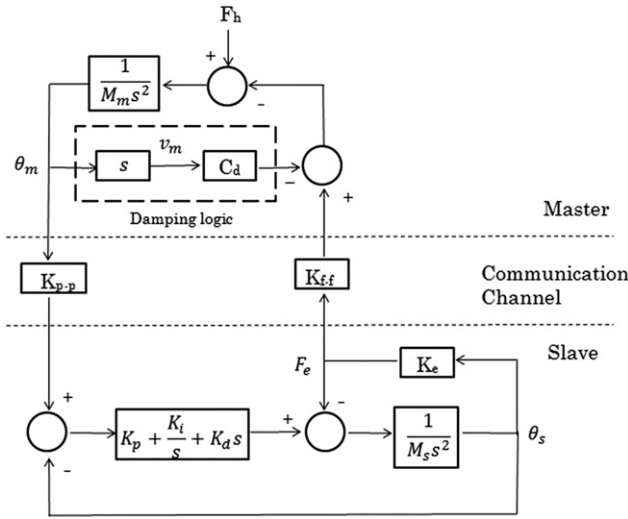 F_h
+
-
1
M_m s^2
θ_m
s
v_m
C_d
-
+
Damping logic
Master
K_p-p
K_f-f
Communication
Channel
Slave
F_e
K_e
+
-
K_p + K_i/s + K_d s
+
-
1
M_s s^2
θ_s